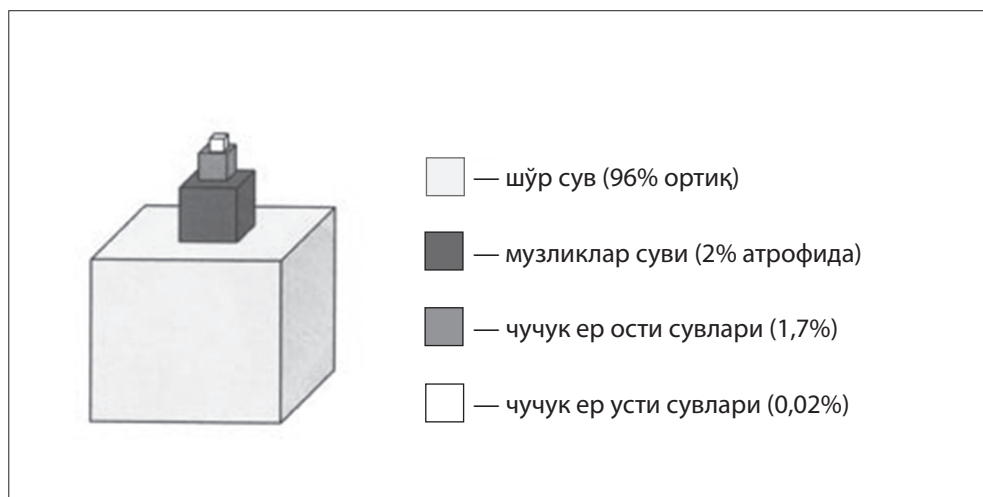 — шўр сув (96% ортиқ)
— музликлар суви (2% атрофида)
— чучук ер ости сувлари (1,7%)
— чучук ер усти сувлари (0,02%)